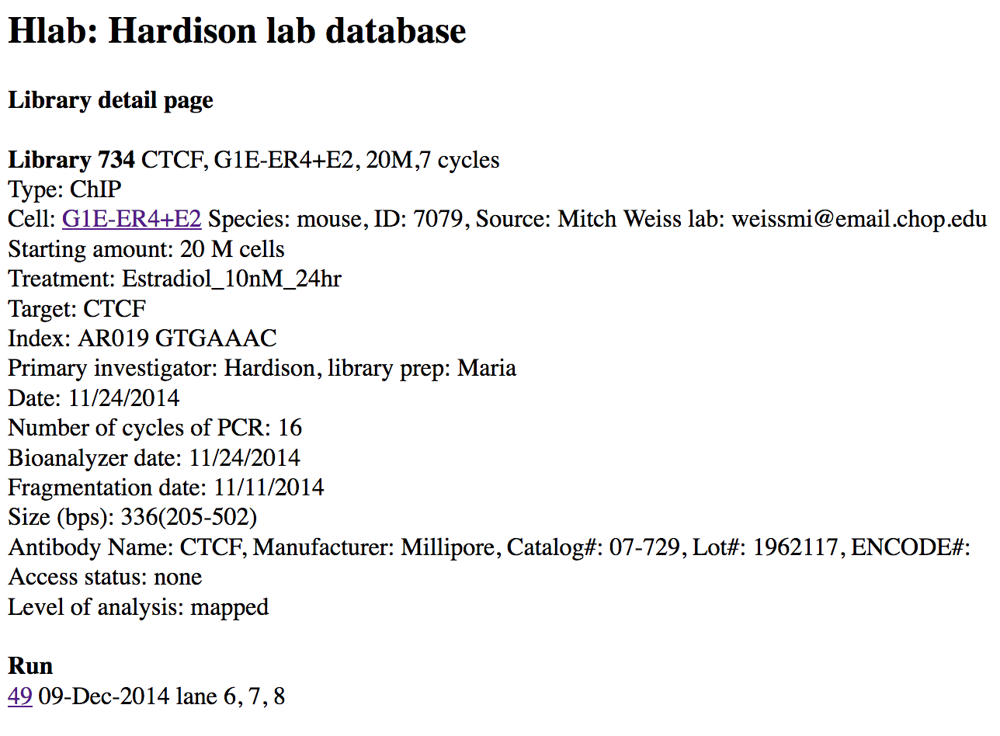 Hlab: Hardison lab database
Library detail page
Library 734 CTCF, G1E-ER4+E2, 20M,7 cycles
Type: ChIP
Cell: G1E-ER4+E2 Species: mouse, ID: 7079, Source: Mitch Weiss lab: weissmi@email.chop.edu
Starting amount: 20 M cells
Treatment: Estradiol_10nM_24hr
Target: CTCF
Index: AR019 GTGAAAC
Primary investigator: Hardison, library prep: Maria
Date: 11/24/2014
Number of cycles of PCR: 16
Bioanalyzer date: 11/24/2014
Fragmentation date: 11/11/2014
Size (bps): 336(205-502)
Antibody Name: CTCF, Manufacturer: Millipore, Catalog#: 07-729, Lot#: 1962117, ENCODE#:
Access status: none
Level of analysis: mapped
Run
49 09-Dec-2014 lane 6, 7, 8